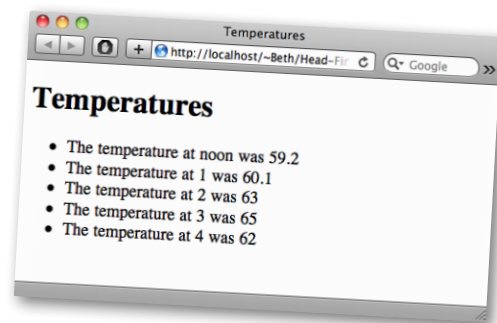 Temperatures
http://localhost/~Beth/Head-Fir
Google
Temperatures
• The temperature at noon was 59.2
• The temperature at 1 was 60.1
• The temperature at 2 was 63
• The temperature at 3 was 65
• The temperature at 4 was 62